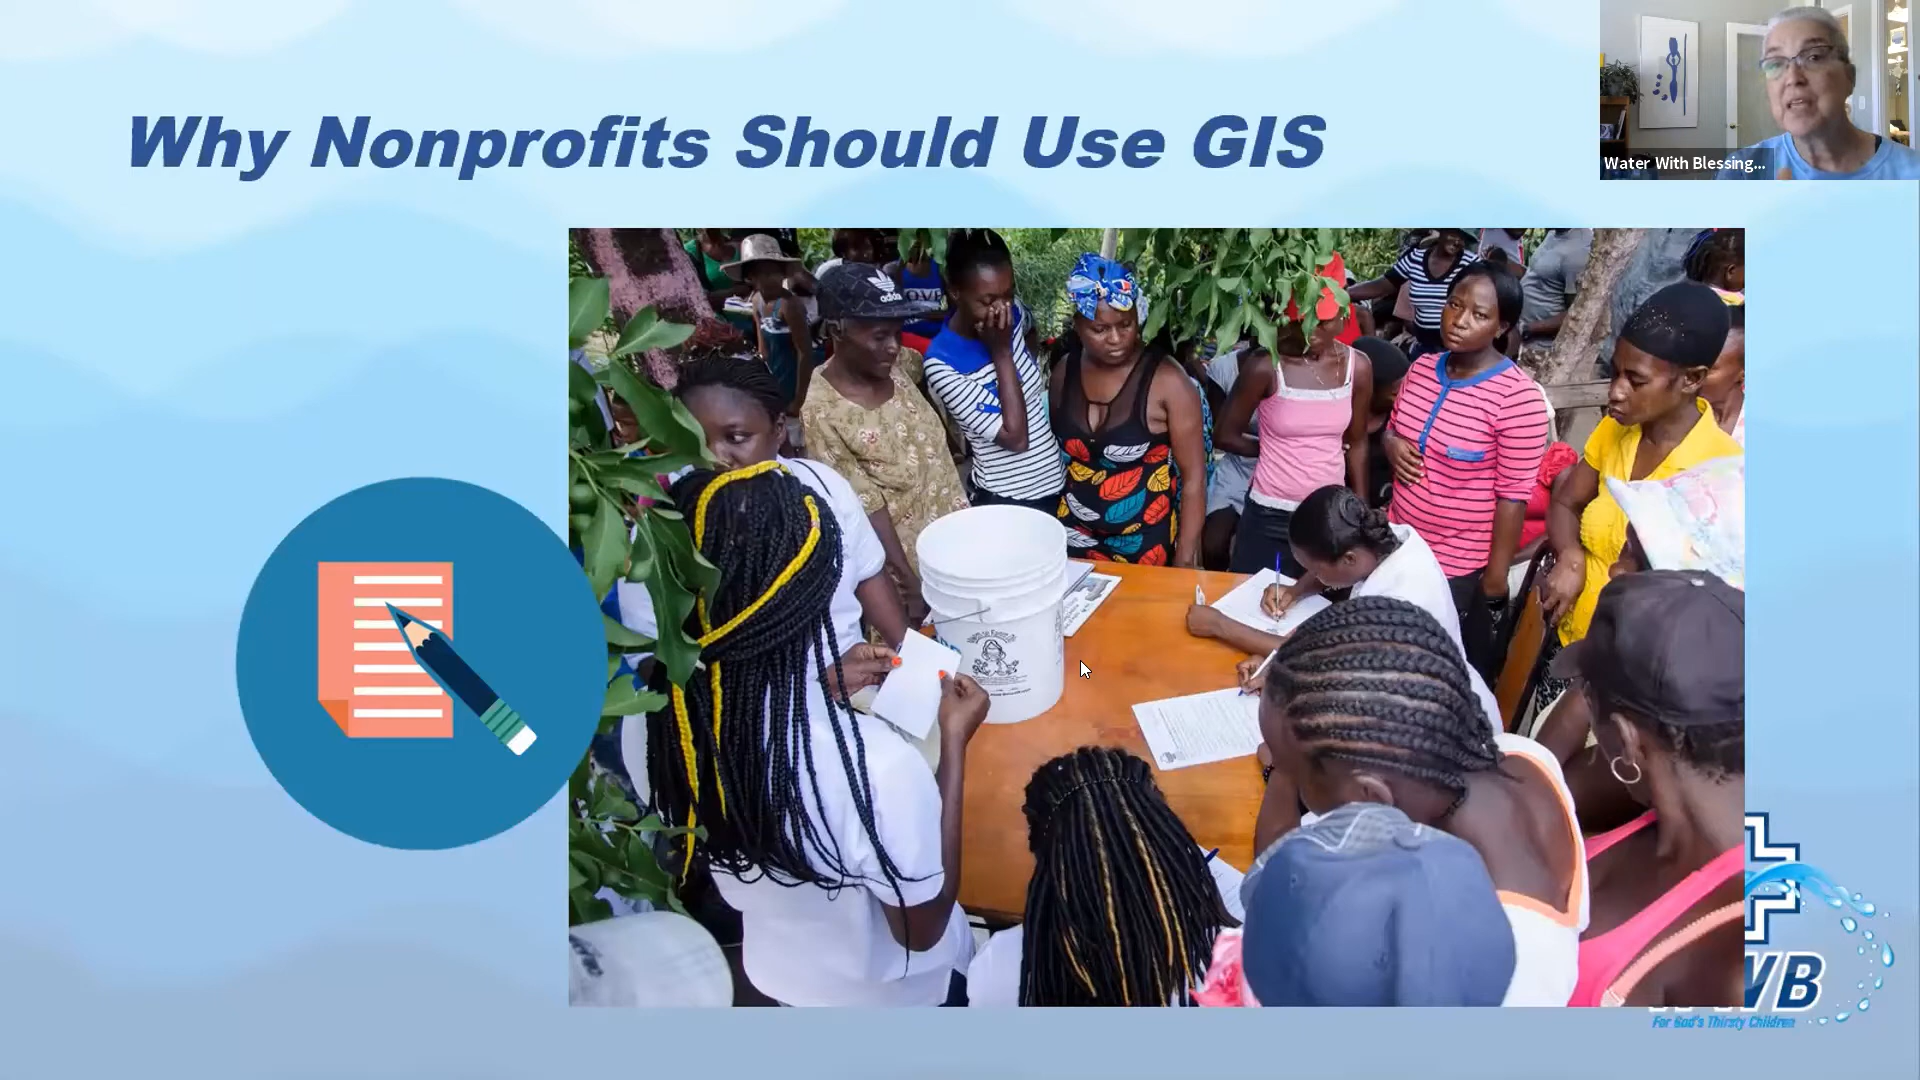 Why Nonprofits Should Use GIS
Water With Blessing...
adidas
WB
For God's Thirsty Children